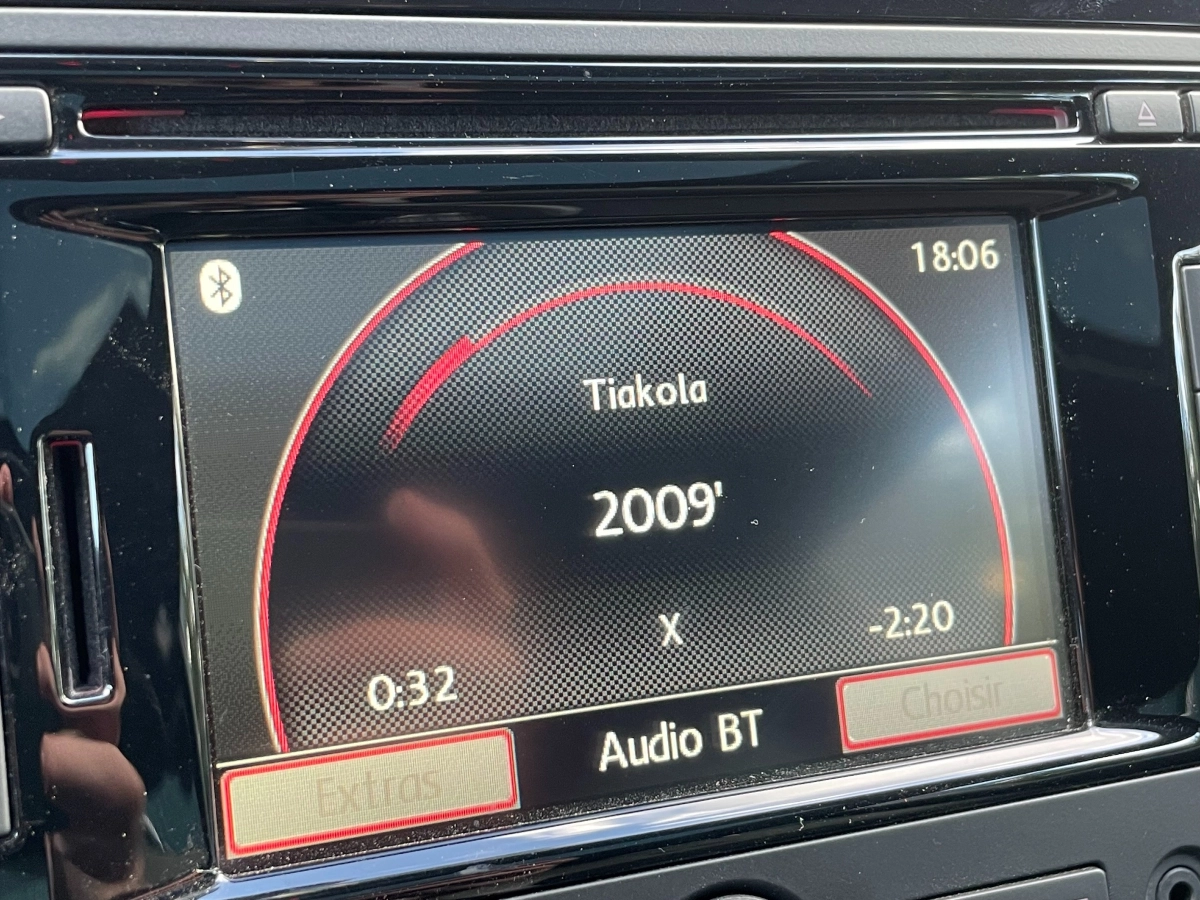 18:06
Tiakola
2009'
X
0:32
-2:20
Extras
Audio BT
Choisir